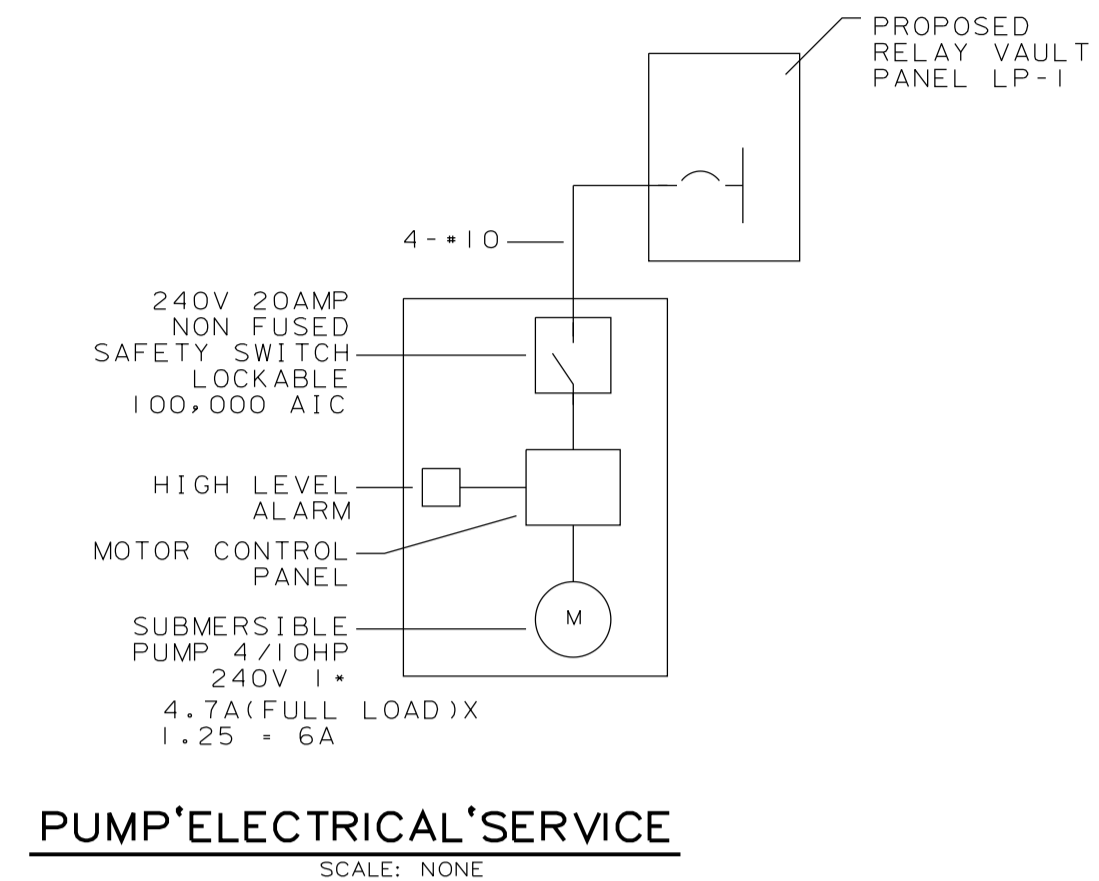 PROPOSED
RELAY VAULT
PANEL LP-1
4-#10
240V 20AMP
NON FUSED
SAFETY SWITCH
LOCKABLE
100,000 AIC
HIGH LEVEL
ALARM
MOTOR CONTROL
PANEL
M
SUBMERSIBLE
PUMP 4/10HP
240V 1*
4.7A(FULL LOAD)X
1.25 = 6A
PUMP'ELECTRICAL'SERVICE
SCALE: NONE